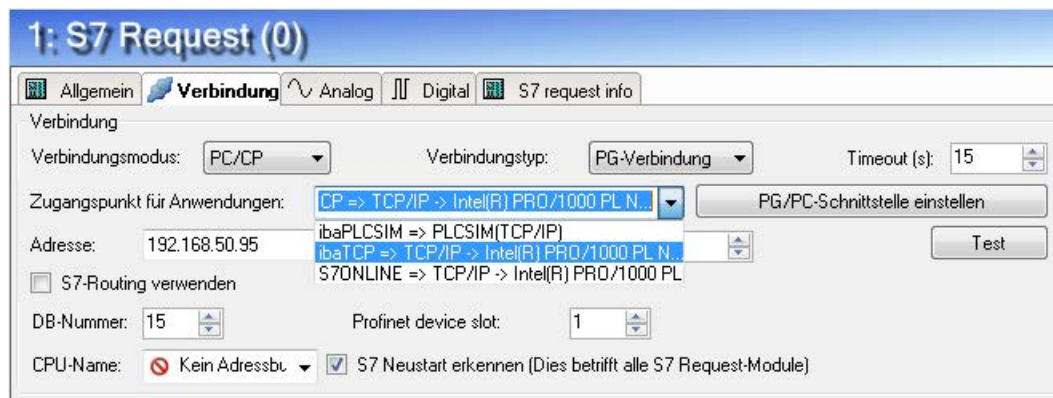 1: S7 Request (0)
Allgemein Verbindung Analog Digital S7 request info
Verbindung
Verbindungsmodus: PC/CP Verbindungstyp: PG-Verbindung Timeout (s): 15
Zugangspunkt für Anwendungen: CP => TCP/IP -> Intel(R) PRO/1000 PL N... PG/PC-Schnittstelle einstellen
ibaPLCSIM => PLCSIM(TCP/IP)
Adresse: 192.168.50.95 ibaTCP => TCP/IP -> Intel(R) PRO/1000 PL N... Test
S7ONLINE => TCP/IP -> Intel(R) PRO/1000 PL
S7-Routing verwenden
DB-Nummer: 15 Profinet device slot: 1
CPU-Name: Kein Adressbu S7 Neustart erkennen (Dies betrifft alle S7 Request-Module)